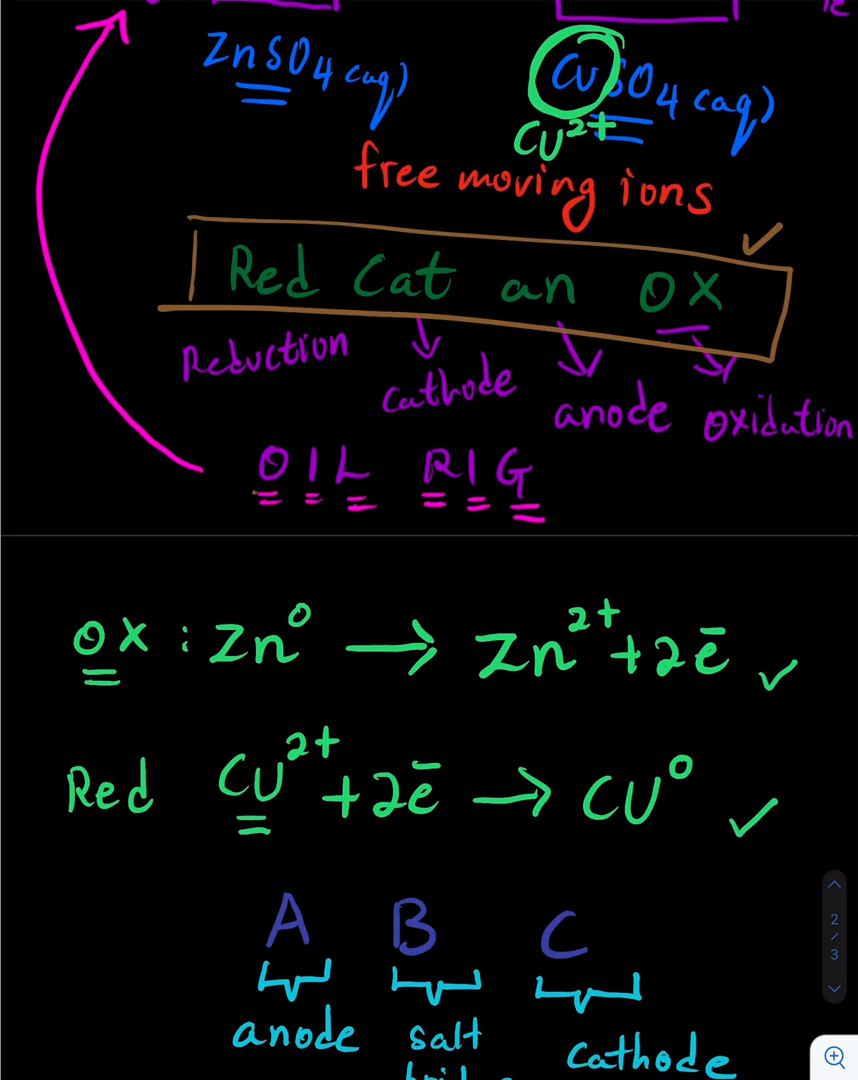 ZnSO4 (aq) CuSO4 (aq)
Cu²⁺
free moving ions
Red Cat an OX
Reduction cathode anode oxidation
OIL RIG
OX : Zn⁰ → Zn²⁺ + 2e̅
Red Cu²⁺ + 2e̅ → Cu⁰
A B C
anode salt cathode
2 / 3